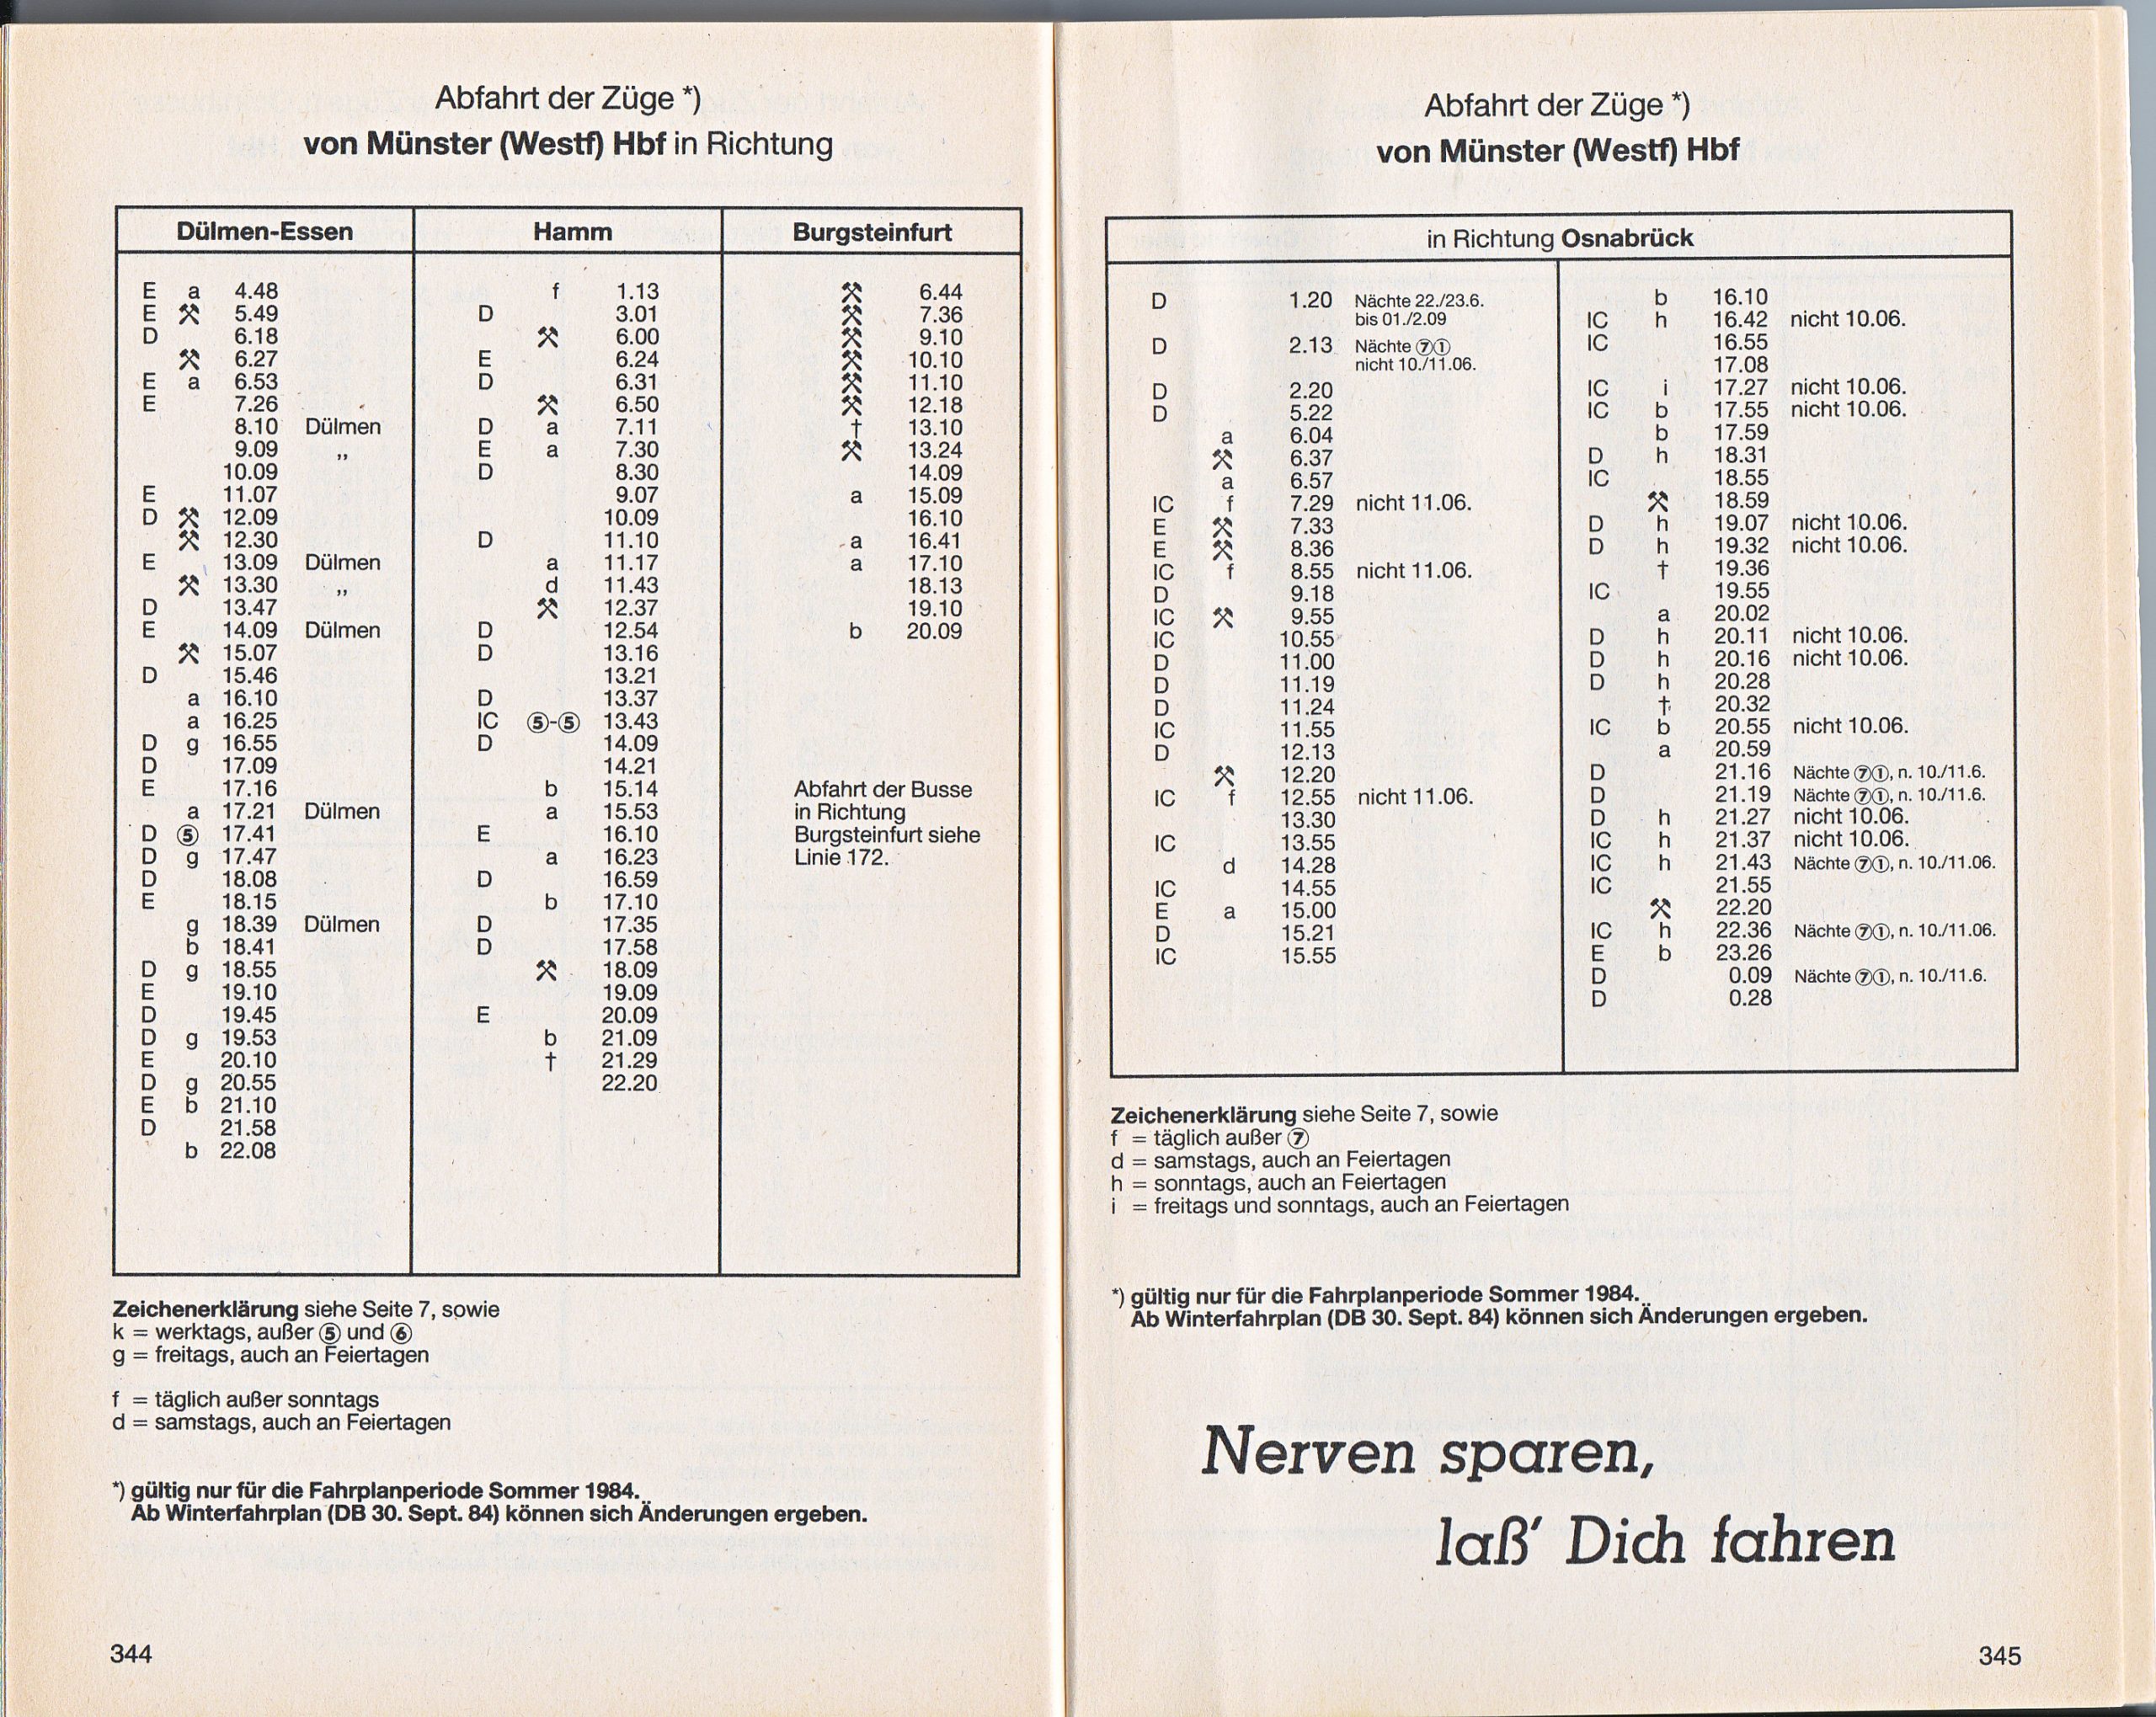 Abfahrt der Züge *)
von Münster (Westf) Hbf in Richtung
Dülmen-Essen
E a 4.48
E ⚒ 5.49
D 6.18
⚒ 6.27
E a 6.53
E 7.26
8.10 Dülmen
9.09 „
10.09
E 11.07
D ⚒ 12.09
⚒ 12.30
E 13.09 Dülmen
⚒ 13.30 „
D 13.47
E 14.09 Dülmen
⚒ 15.07
D 15.46
a 16.10
a 16.25
D g 16.55
D 17.09
E 17.16
a 17.21 Dülmen
D ⑤ 17.41
D g 17.47
D 18.08
E 18.15
g 18.39 Dülmen
b 18.41
D g 18.55
E 19.10
D 19.45
D g 19.53
E 20.10
D g 20.55
E b 21.10
D 21.58
b 22.08
Hamm
f 1.13
D 3.01
⚒ 6.00
E 6.24
D 6.31
⚒ 6.50
D a 7.11
E a 7.30
D 8.30
9.07
10.09
D 11.10
a 11.17
d 11.43
⚒ 12.37
D 12.54
D 13.16
13.21
D 13.37
IC ⑤-⑤ 13.43
D 14.09
14.21
b 15.14
a 15.53
E 16.10
a 16.23
D 16.59
b 17.10
D 17.35
D 17.58
⚒ 18.09
19.09
E 20.09
b 21.09
† 21.29
22.20
Burgsteinfurt
⚒ 6.44
⚒ 7.36
⚒ 9.10
⚒ 10.10
⚒ 11.10
⚒ 12.18
† 13.10
⚒ 13.24
14.09
a 15.09
16.10
a 16.41
a 17.10
18.13
19.10
b 20.09
Abfahrt der Busse
in Richtung
Burgsteinfurt siehe
Linie 172.
Zeichenerklärung siehe Seite 7, sowie
k = werktags, außer ⑤ und ⑥
g = freitags, auch an Feiertagen
f = täglich außer sonntags
d = samstags, auch an Feiertagen
*) gültig nur für die Fahrplanperiode Sommer 1984.
Ab Winterfahrplan (DB 30. Sept. 84) können sich Änderungen ergeben.
344
Abfahrt der Züge *)
von Münster (Westf) Hbf
in Richtung Osnabrück
D 1.20 Nächte 22./23.6.
bis 01./2.09
D 2.13 Nächte ⑦①
nicht 10./11.06.
D 2.20
D 5.22
a 6.04
⚒ 6.37
a 6.57
IC f 7.29 nicht 11.06.
E ⚒ 7.33
E ⚒ 8.36
IC f 8.55 nicht 11.06.
D 9.18
IC ⚒ 9.55
IC 10.55
D 11.00
D 11.19
D 11.24
IC 11.55
D 12.13
⚒ 12.20
IC f 12.55 nicht 11.06.
13.30
IC 13.55
d 14.28
IC 14.55
E a 15.00
D 15.21
IC 15.55
b 16.10
IC h 16.42 nicht 10.06.
IC 16.55
17.08
IC i 17.27 nicht 10.06.
IC b 17.55 nicht 10.06.
b 17.59
D h 18.31
IC 18.55
⚒ 18.59
D h 19.07 nicht 10.06.
D h 19.32 nicht 10.06.
† 19.36
IC 19.55
a 20.02
D h 20.11 nicht 10.06.
D h 20.16 nicht 10.06.
D h 20.28
† 20.32
IC b 20.55 nicht 10.06.
a 20.59
D 21.16 Nächte ⑦①, n. 10./11.6.
D 21.19 Nächte ⑦①, n. 10./11.6.
D h 21.27 nicht 10.06.
IC h 21.37 nicht 10.06.
IC h 21.43 Nächte ⑦①, n. 10./11.06.
IC 21.55
⚒ 22.20
IC h 22.36 Nächte ⑦①, n. 10./11.06.
E b 23.26
D 0.09 Nächte ⑦①, n. 10./11.6.
D 0.28
Zeichenerklärung siehe Seite 7, sowie
f = täglich außer ⑦
d = samstags, auch an Feiertagen
h = sonntags, auch an Feiertagen
i = freitags und sonntags, auch an Feiertagen
*) gültig nur für die Fahrplanperiode Sommer 1984.
Ab Winterfahrplan (DB 30. Sept. 84) können sich Änderungen ergeben.
Nerven sparen,
laß' Dich fahren
345